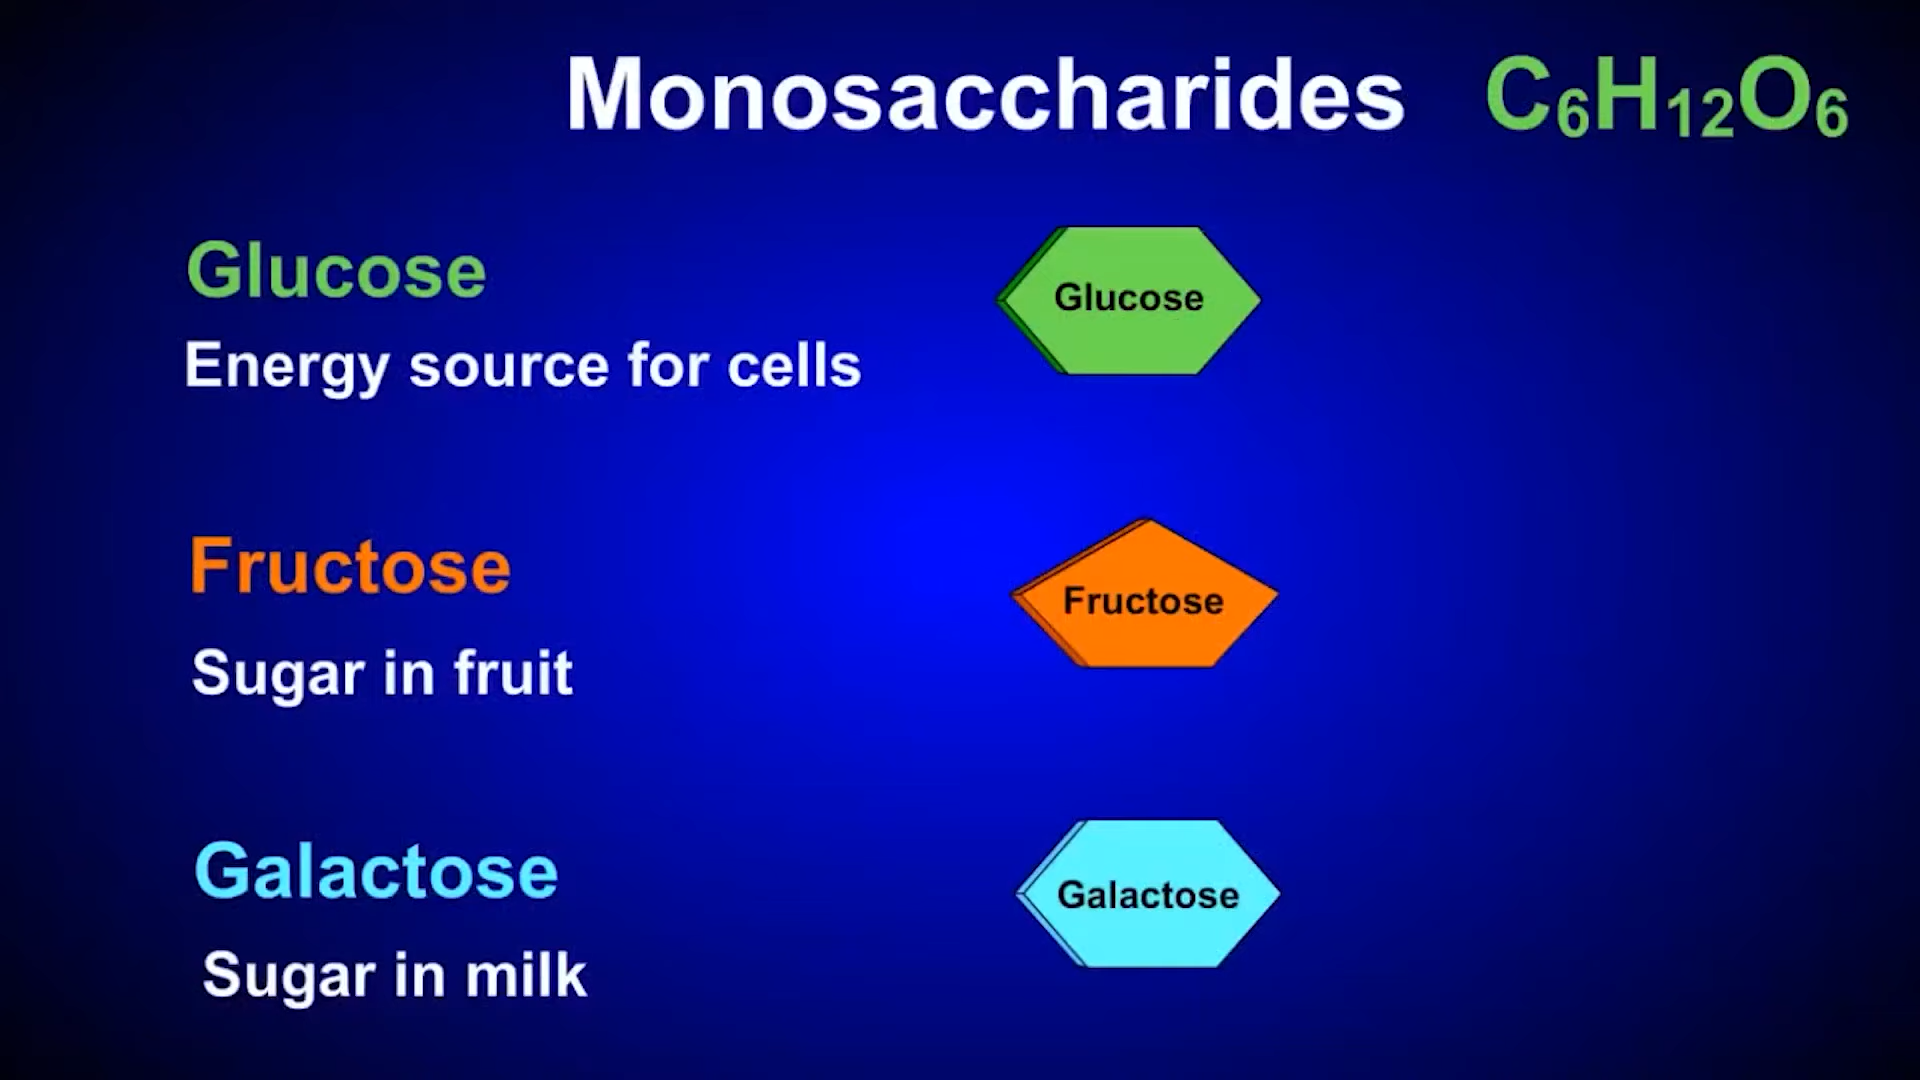 Monosaccharides C₆H₁₂O₆
Glucose
Energy source for cells
Glucose
Fructose
Sugar in fruit
Fructose
Galactose
Sugar in milk
Galactose